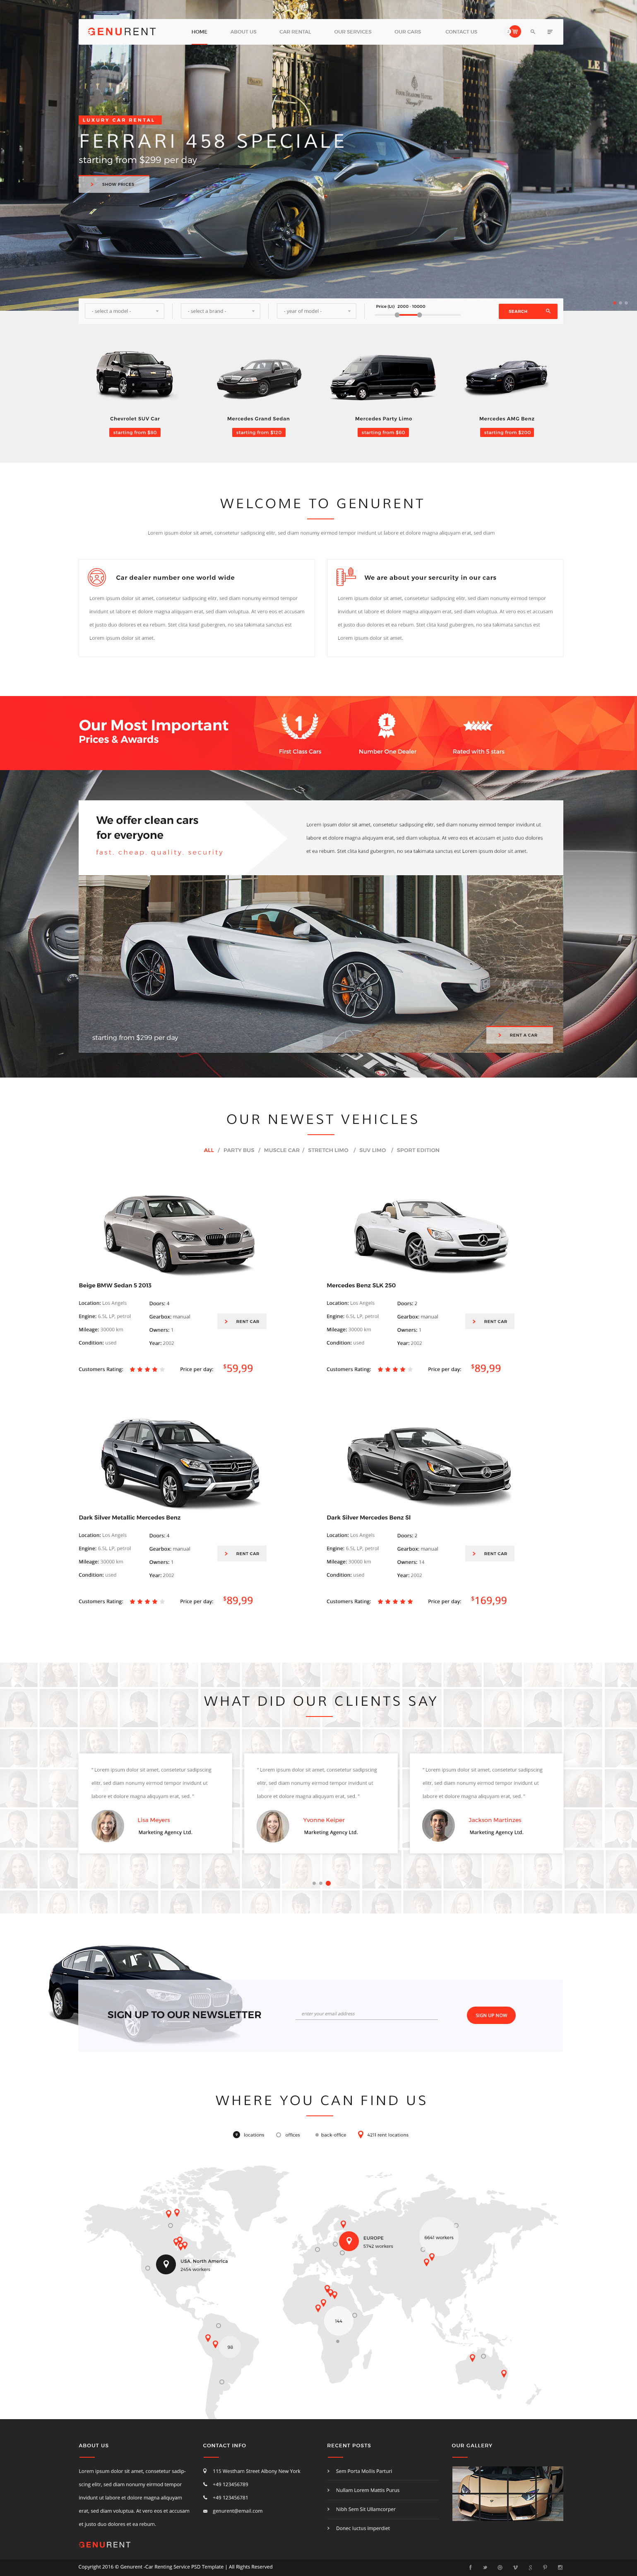 GENURENT
HOME ABOUT US CAR RENTAL OUR SERVICES OUR CARS CONTACT US
LUXURY CAR RENTAL
FERRARI 458 SPECIALE
starting from $299 per day
SHOW PRICES
- select a model - - select a brand - - year of model - Price (Lt) 2000 - 10000 SEARCH
Chevrolet SUV Car Mercedes Grand Sedan Mercedes Party Limo Mercedes AMG Benz
starting from $80 starting from $120 starting from $60 starting from $200
WELCOME TO GENURENT
Lorem ipsum dolor sit amet, consetetur sadipscing elitr, sed diam nonumy eirmod tempor invidunt ut labore et dolore magna aliquyam erat, sed diam
Car dealer number one world wide
Lorem ipsum dolor sit amet, consetetur sadipscing elitr, sed diam nonumy eirmod tempor
invidunt ut labore et dolore magna aliquyam erat, sed diam voluptua. At vero eos et accusam
et justo duo dolores et ea rebum. Stet clita kasd gubergren, no sea takimata sanctus est
Lorem ipsum dolor sit amet.
We are about your sercurity in our cars
Lorem ipsum dolor sit amet, consetetur sadipscing elitr, sed diam nonumy eirmod tempor
invidunt ut labore et dolore magna aliquyam erat, sed diam voluptua. At vero eos et accusam
et justo duo dolores et ea rebum. Stet clita kasd gubergren, no sea takimata sanctus est
Lorem ipsum dolor sit amet.
Our Most Important
Prices & Awards
1 First Class Cars
1 Number One Dealer
Rated with 5 stars
We offer clean cars
for everyone
fast. cheap. quality. security
Lorem ipsum dolor sit amet, consetetur sadipscing elitr, sed diam nonumy eirmod tempor invidunt ut
labore et dolore magna aliquyam erat, sed diam voluptua. At vero eos et accusam et justo duo dolores
et ea rebum. Stet clita kasd gubergren, no sea takimata sanctus est Lorem ipsum dolor sit amet.
starting from $299 per day
RENT A CAR
OUR NEWEST VEHICLES
ALL / PARTY BUS / MUSCLE CAR / STRETCH LIMO / SUV LIMO / SPORT EDITION
Beige BMW Sedan 5 2013
Location: Los Angels Doors: 4
Engine: 6.5L LP, petrol Gearbox: manual
Mileage: 30000 km Owners: 1
Condition: used Year: 2002
RENT CAR
Customers Rating: Price per day: $59,99
Mercedes Benz SLK 250
Location: Los Angels Doors: 2
Engine: 6.5L LP, petrol Gearbox: manual
Mileage: 30000 km Owners: 1
Condition: used Year: 2002
RENT CAR
Customers Rating: Price per day: $89,99
Dark Silver Metallic Mercedes Benz
Location: Los Angels Doors: 4
Engine: 6.5L LP, petrol Gearbox: manual
Mileage: 30000 km Owners: 1
Condition: used Year: 2002
RENT CAR
Customers Rating: Price per day: $89,99
Dark Silver Mercedes Benz Sl
Location: Los Angels Doors: 2
Engine: 6.5L LP, petrol Gearbox: manual
Mileage: 30000 km Owners: 14
Condition: used Year: 2002
RENT CAR
Customers Rating: Price per day: $169,99
WHAT DID OUR CLIENTS SAY
" Lorem ipsum dolor sit amet, consetetur sadipscing
elitr, sed diam nonumy eirmod tempor invidunt ut
labore et dolore magna aliquyam erat, sed. "
Lisa Meyers
Marketing Agency Ltd.
" Lorem ipsum dolor sit amet, consetetur sadipscing
elitr, sed diam nonumy eirmod tempor invidunt ut
labore et dolore magna aliquyam erat, sed. "
Yvonne Keiper
Marketing Agency Ltd.
" Lorem ipsum dolor sit amet, consetetur sadipscing
elitr, sed diam nonumy eirmod tempor invidunt ut
labore et dolore magna aliquyam erat, sed. "
Jackson Martinzes
Marketing Agency Ltd.
SIGN UP TO OUR NEWSLETTER
enter your email address
SIGN UP NOW
WHERE YOU CAN FIND US
locations offices back-office 4211 rent locations
EUROPE
5742 workers
6641 workers
USA, North America
2454 workers
144
98
ABOUT US
Lorem ipsum dolor sit amet, consetetur sadip-
scing elitr, sed diam nonumy eirmod tempor
invidunt ut labore et dolore magna aliquyam
erat, sed diam voluptua. At vero eos et accusam
et justo duo dolores et ea rebum.
GENURENT
CONTACT INFO
115 Westham Street Albony New York
+49 123456789
+49 123456781
genurent@email.com
RECENT POSTS
Sem Porta Mollis Parturi
Nullam Lorem Mattis Purus
Nibh Sem Sit Ullamcorper
Donec luctus imperdiet
OUR GALLERY
Copyright 2016 © Genurent -Car Renting Service PSD Template | All Rights Reserved